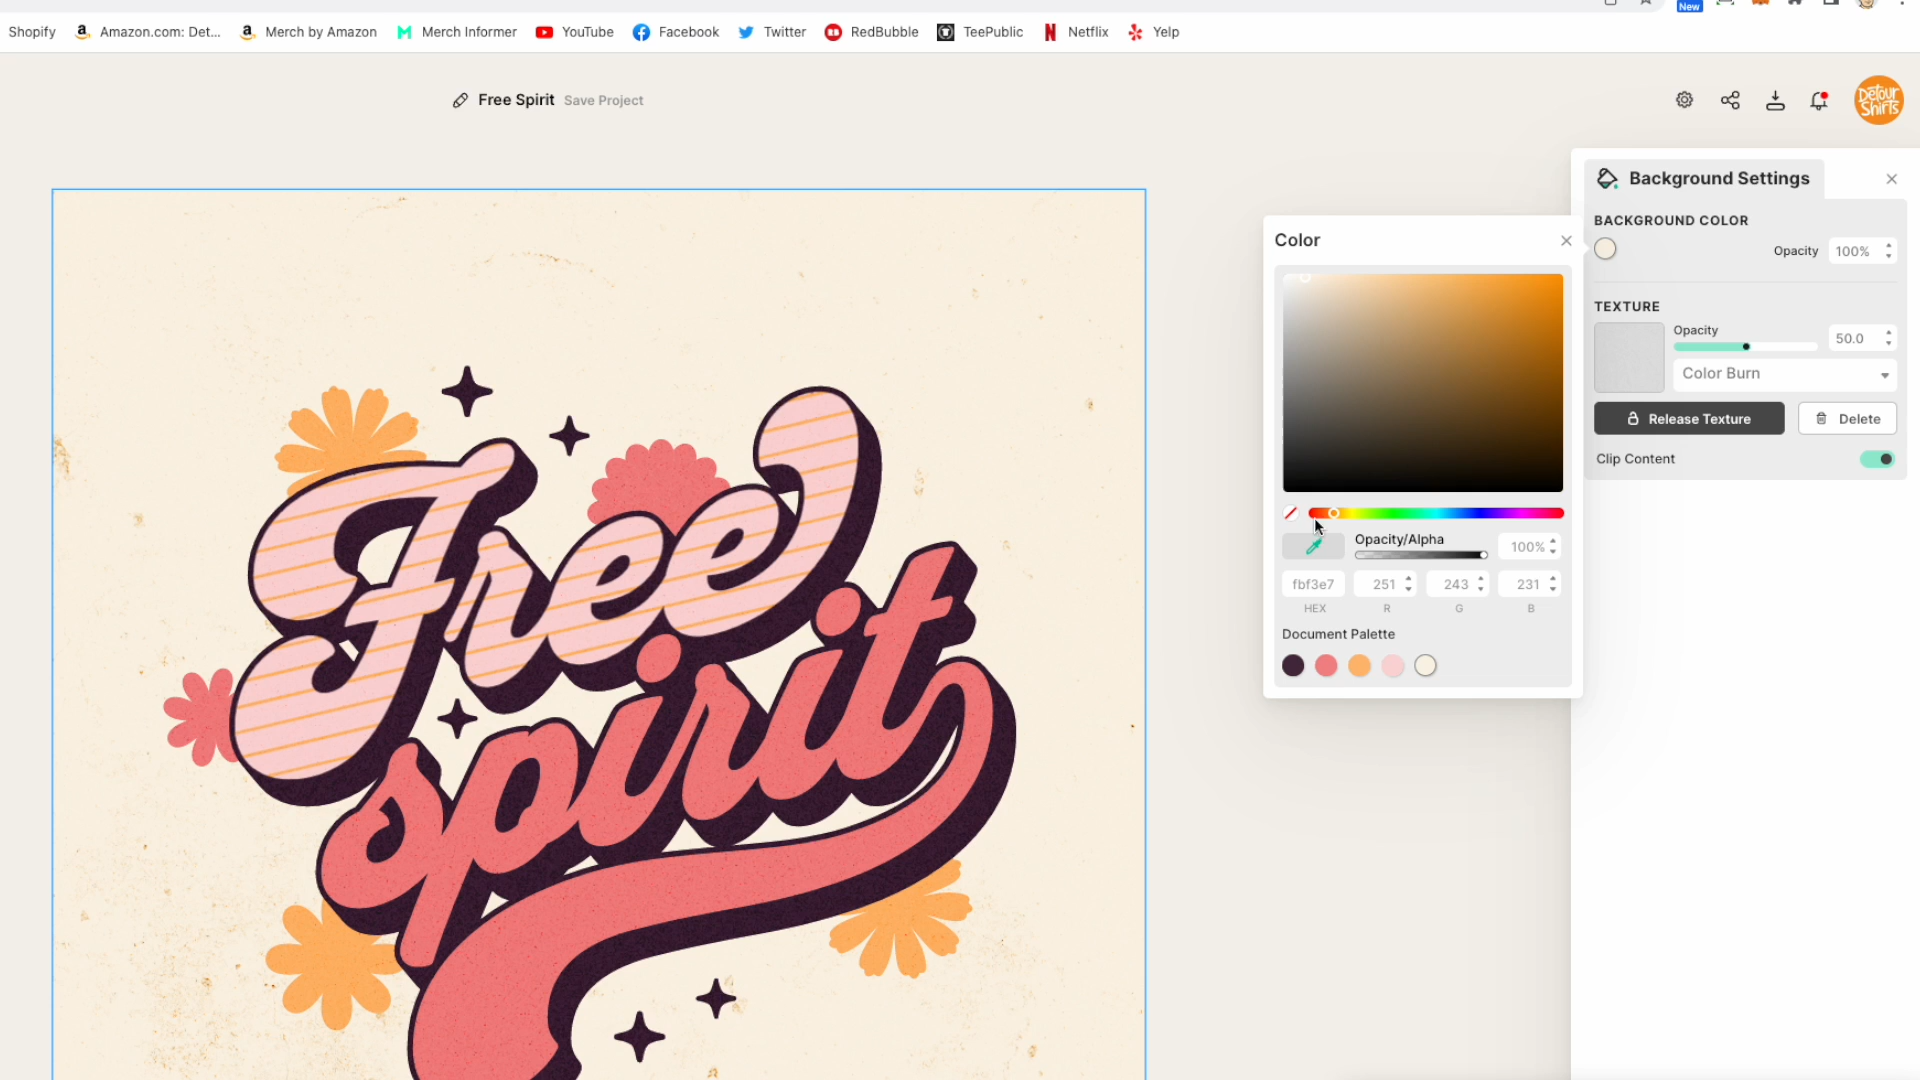 New
Shopify Amazon.com: Det... Merch by Amazon Merch Informer YouTube Facebook Twitter RedBubble TeePublic Netflix Yelp
Free Spirit Save Project
Detour Shirts
Background Settings
BACKGROUND COLOR
Opacity 100%
TEXTURE
Opacity
50.0
Color Burn
Release Texture Delete
Clip Content
Color
Opacity/Alpha
100%
fbf3e7 251 243 231
HEX R G B
Document Palette
Free
spirit